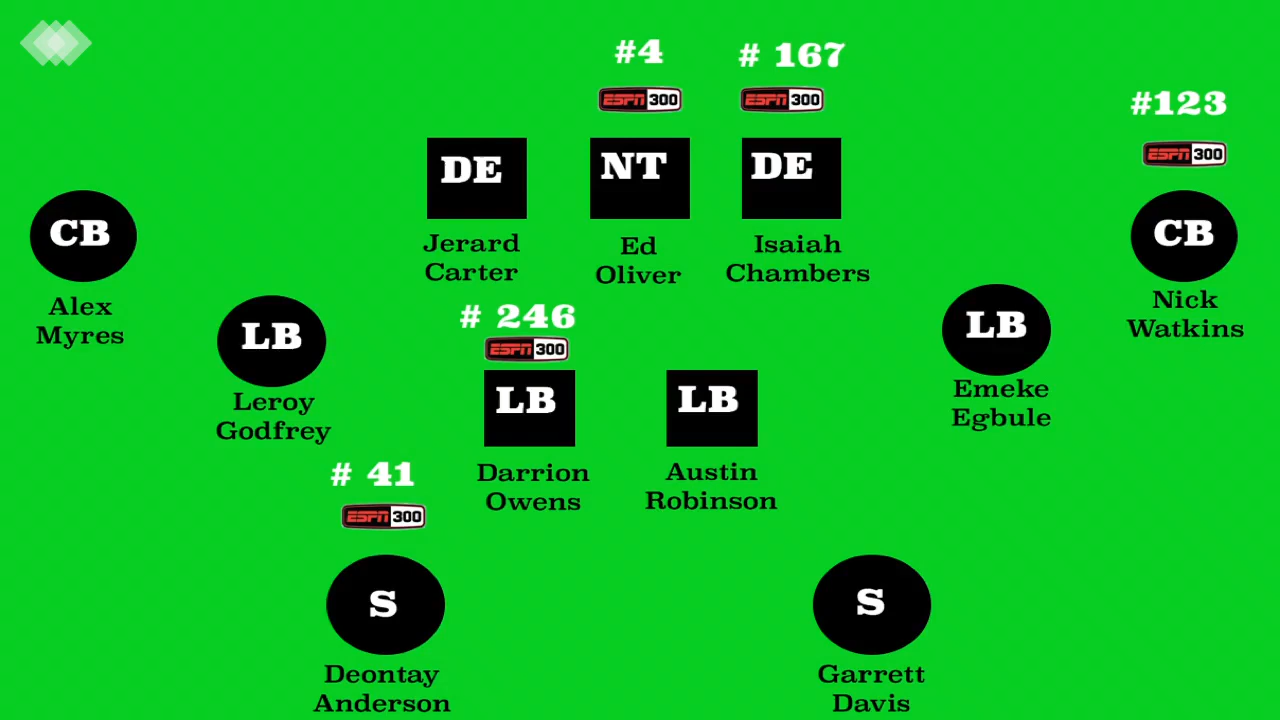 #4
# 167
ESPN 300
ESPN 300
#123
ESPN 300
DE
NT
DE
CB
CB
Jerard
Carter
Ed
Oliver
Isaiah
Chambers
Alex
Myres
Nick
Watkins
LB
LB
# 246
ESPN 300
Leroy
Godfrey
Emeke
Egbule
LB
LB
Darrion
Owens
Austin
Robinson
# 41
ESPN 300
S
S
Deontay
Anderson
Garrett
Davis